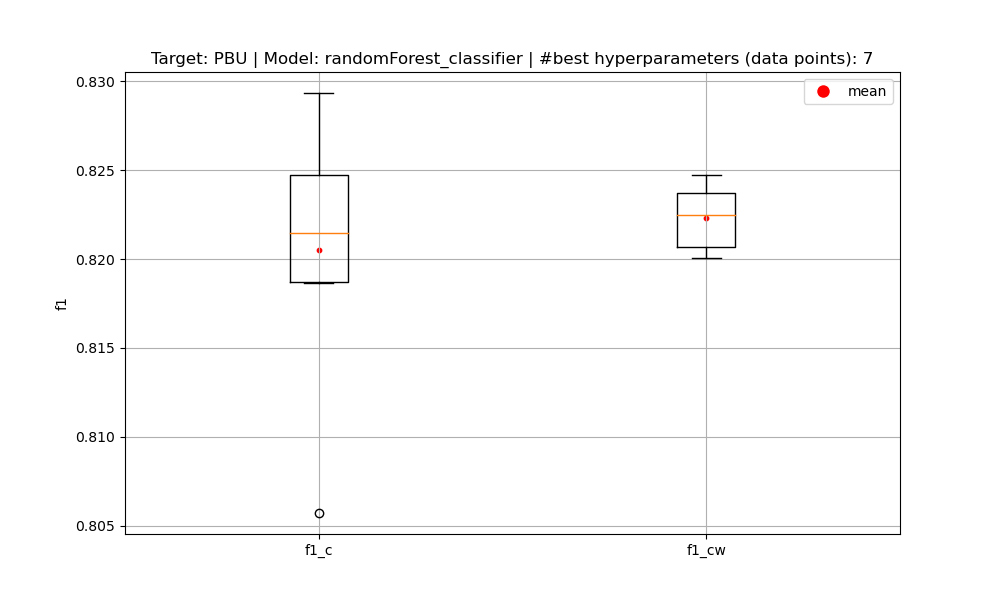 Target: PBU | Model: randomForest_classifier | #best hyperparameters (data points): 7
mean
0.830
0.825
0.820
0.815
0.810
0.805
f1
f1_c
f1_cw